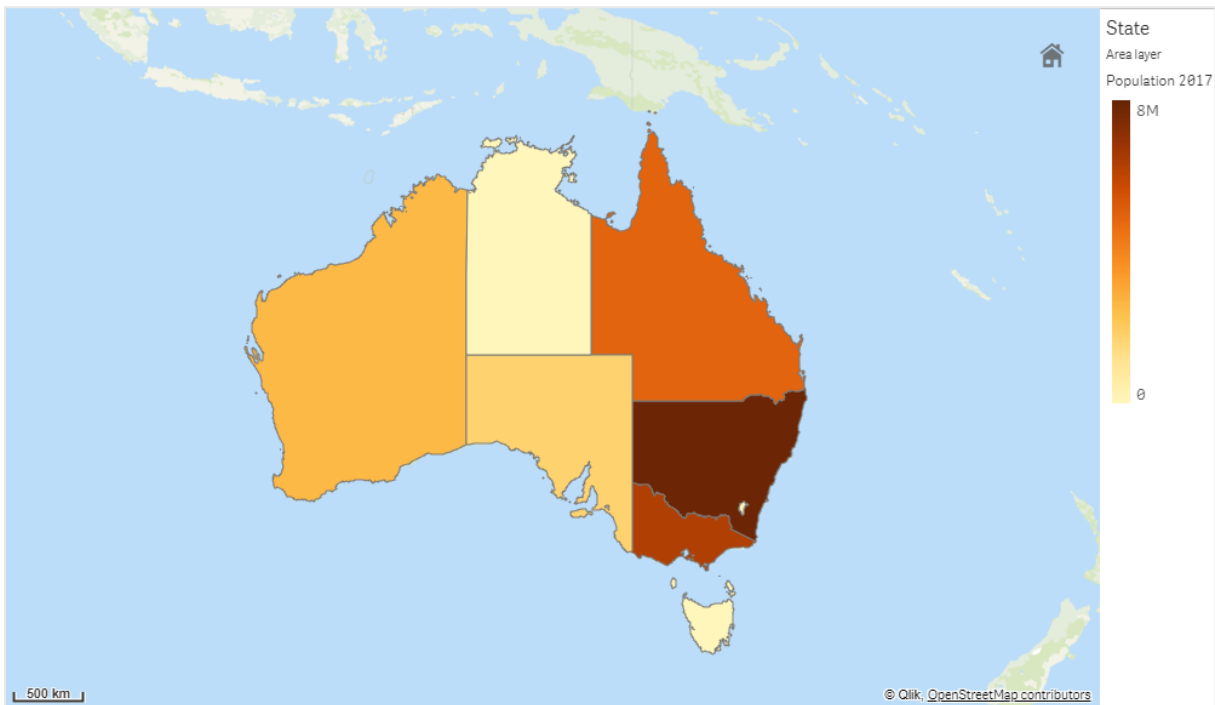 State
Area layer
Population 2017
8M
0
500 km
© Qlik, OpenStreetMap contributors